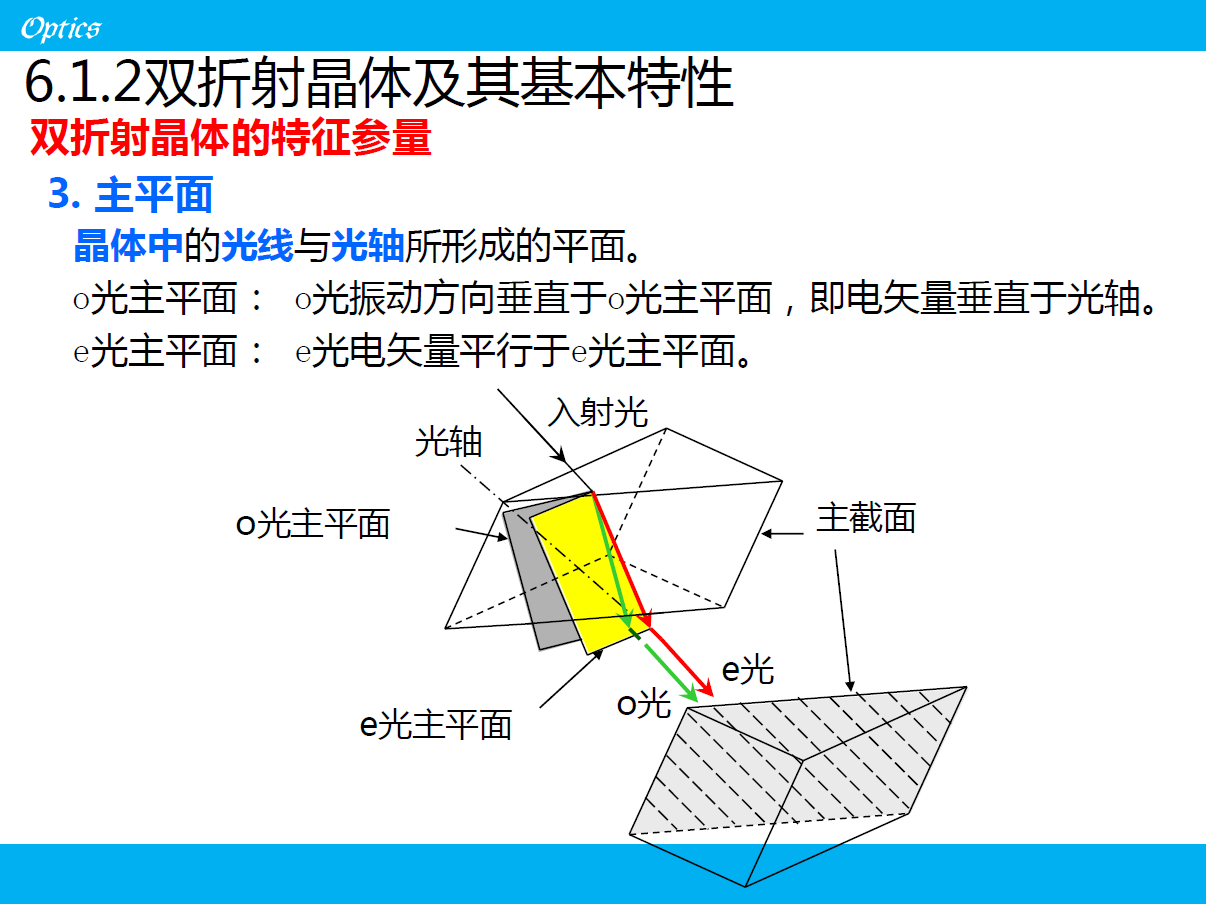 Optics
6.1.2双折射晶体及其基本特性
双折射晶体的特征参量
3. 主平面
晶体中的光线与光轴所形成的平面。
o光主平面： o光振动方向垂直于o光主平面，即电矢量垂直于光轴。
e光主平面： e光电矢量平行于e光主平面。
入射光
光轴
o光主平面
主截面
e光
o光
e光主平面